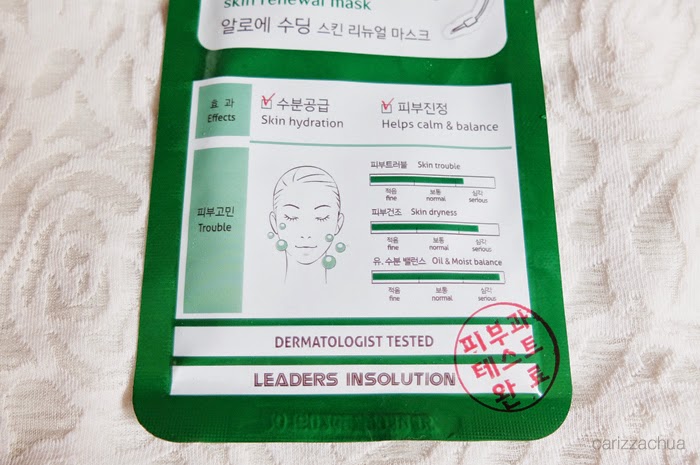 skin renewal mask
알로에 수딩 스킨 리뉴얼 마스크
효 과
Effects
수분공급
Skin hydration
피부진정
Helps calm & balance
피부고민
Trouble
피부트러블 Skin trouble
적음 보통 심각
fine normal serious
피부건조 Skin dryness
적음 보통 심각
fine normal serious
유. 수분 밸런스 Oil & Moist balance
적음 보통 심각
fine normal serious
DERMATOLOGIST TESTED
LEADERS INSOLUTION
피부과
테스트
완료
carizzachua